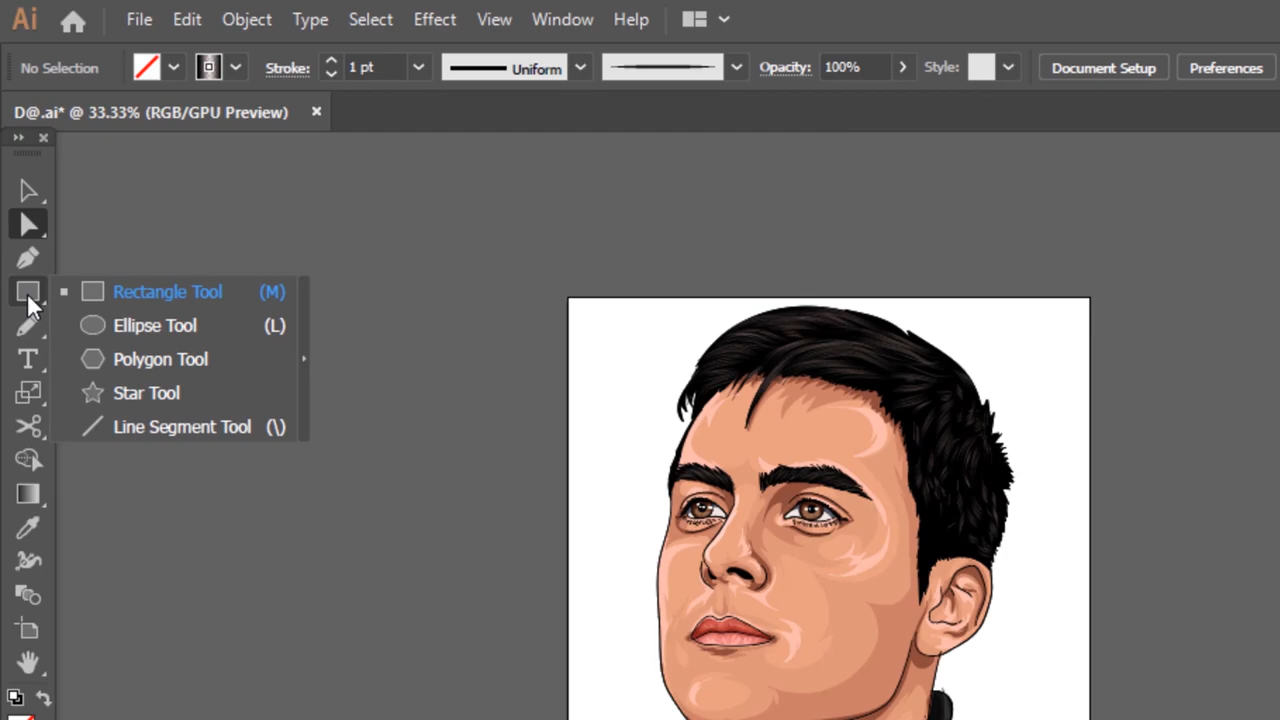 Ai File Edit Object Type Select Effect View Window Help
No Selection Stroke: 1 pt Uniform Opacity: 100% Style: Document Setup Preferences
D@.ai* @ 33.33% (RGB/GPU Preview)
Rectangle Tool (M)
Ellipse Tool (L)
Polygon Tool
Star Tool
Line Segment Tool (\)